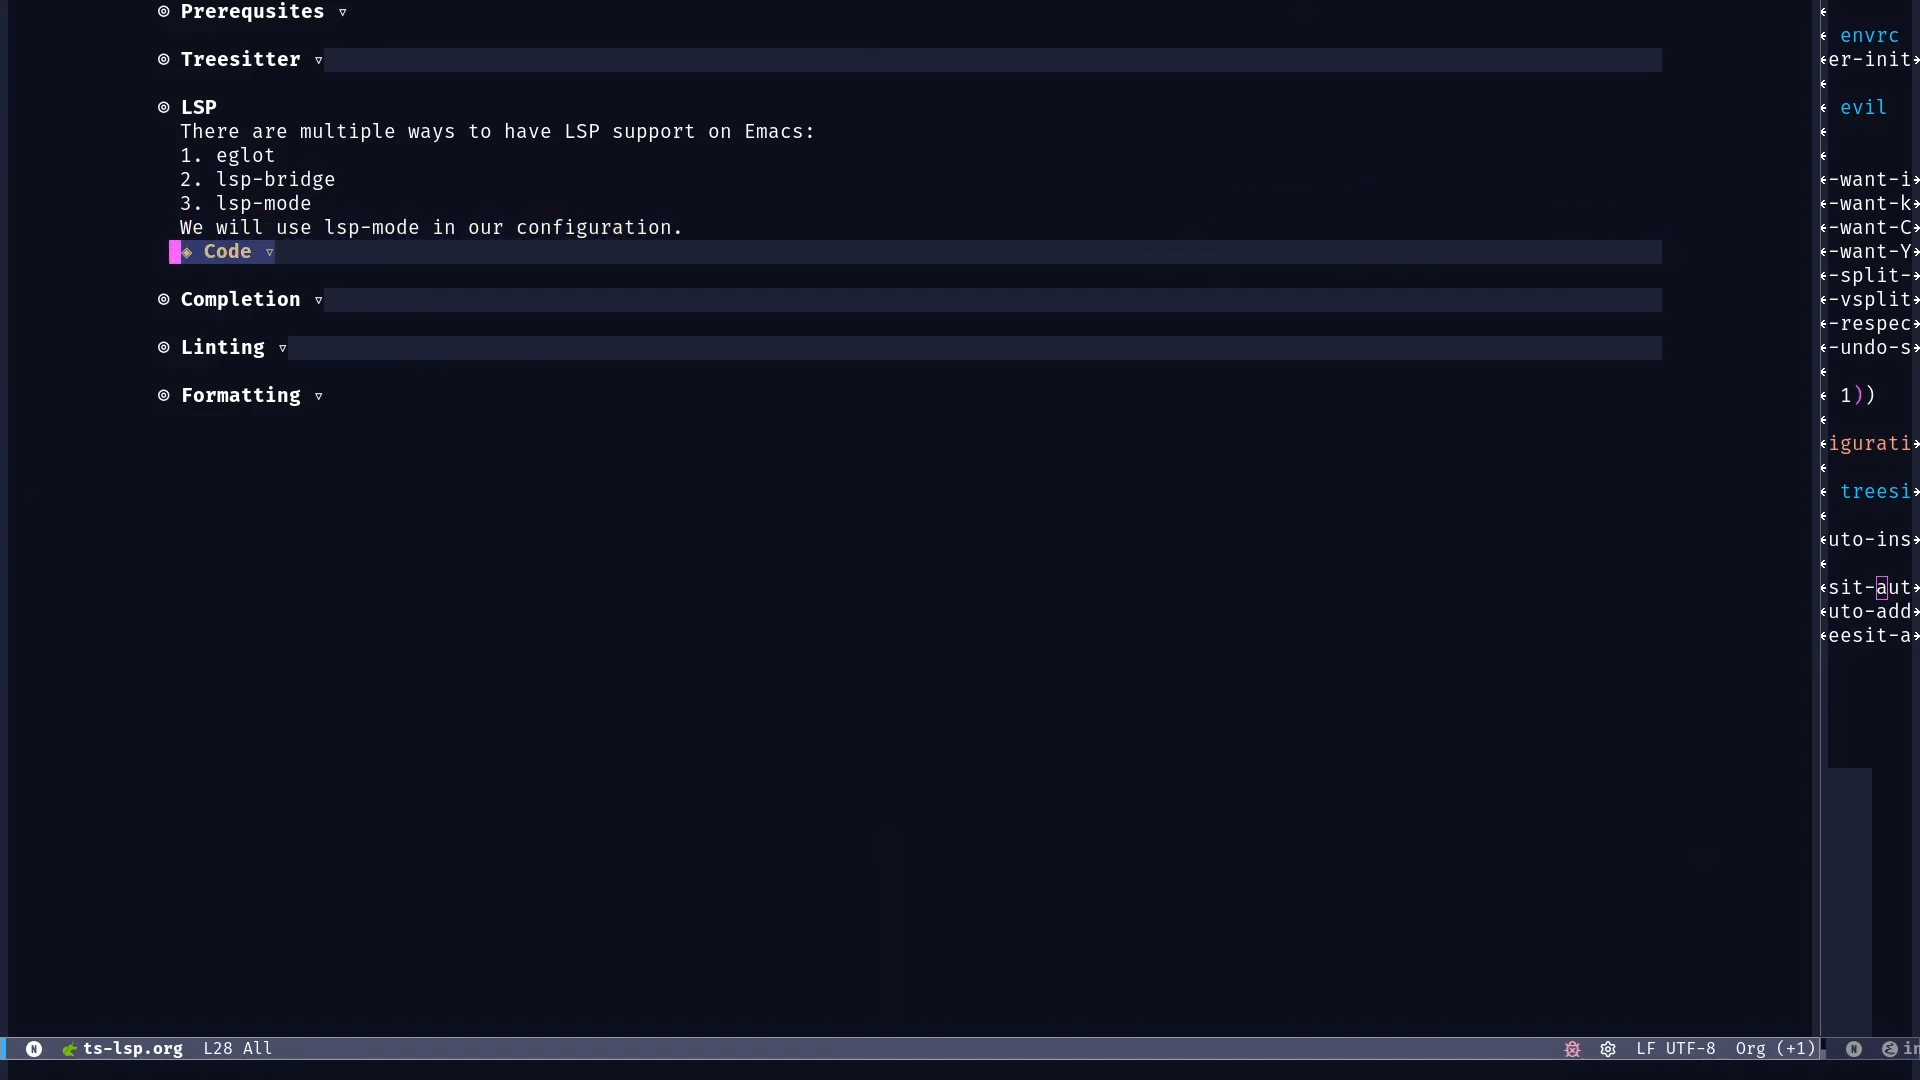 Prerequsites ▿
Treesitter ▿
LSP
There are multiple ways to have LSP support on Emacs:
1. eglot
2. lsp-bridge
3. lsp-mode
We will use lsp-mode in our configuration.
Code ▿
Completion ▿
Linting ▿
Formatting ▿
envrc
er-init
evil
-want-i
-want-k
-want-C
-want-Y
-split-
-vsplit
-respec
-undo-s
1))
igurati
treesi
uto-ins
sit-aut
uto-add
eesit-a
N ts-lsp.org L28 All LF UTF-8 Org (+1)
N in